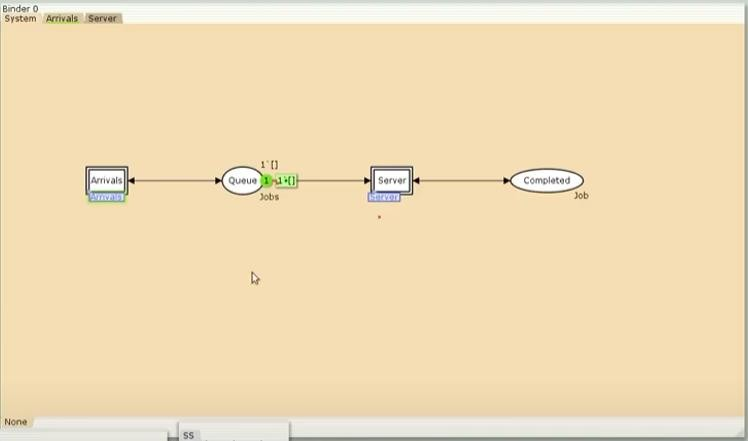 Binder 0
System Arrivals Server
1`[]
Arrivals Queue 1 1`[] Server Completed
Arrivals Jobs Server Job
None
SS